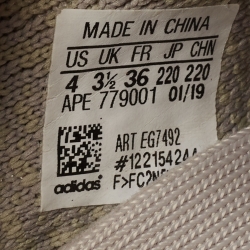 MADE IN CHINA
US UK FR JP CHN
4 3½ 36 220 220
APE 779001 01/19
ART EG7492
#12215424
adidas